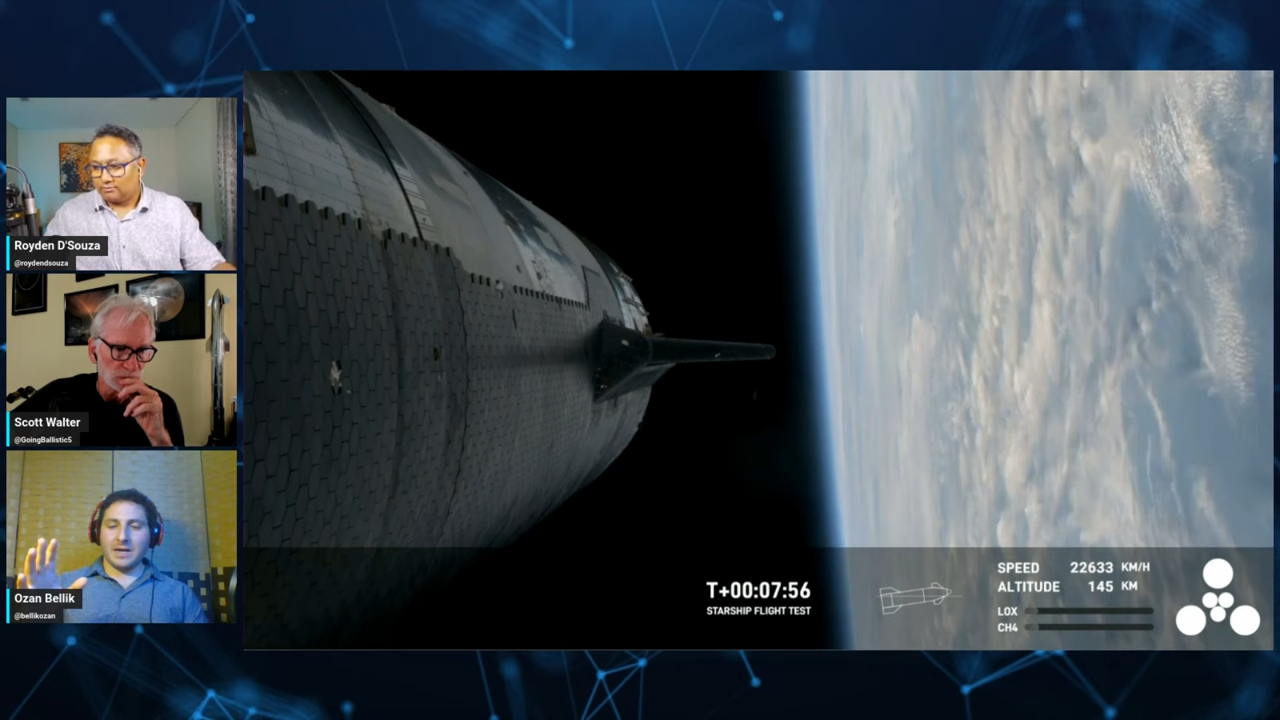 Royden D'Souza
@roydendsouza
Scott Walter
@GoingBallistic5
Ozan Bellik
@bellikozan
T+00:07:56
STARSHIP FLIGHT TEST
SPEED 22633 KM/H
ALTITUDE 145 KM
LOX
CH4